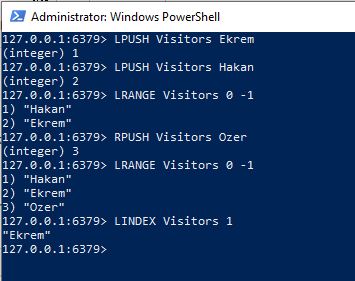 Administrator: Windows PowerShell
127.0.0.1:6379> LPUSH Visitors Ekrem
(integer) 1
127.0.0.1:6379> LPUSH Visitors Hakan
(integer) 2
127.0.0.1:6379> LRANGE Visitors 0 -1
1) "Hakan"
2) "Ekrem"
127.0.0.1:6379> RPUSH Visitors Ozer
(integer) 3
127.0.0.1:6379> LRANGE Visitors 0 -1
1) "Hakan"
2) "Ekrem"
3) "Ozer"
127.0.0.1:6379> LINDEX Visitors 1
"Ekrem"
127.0.0.1:6379>